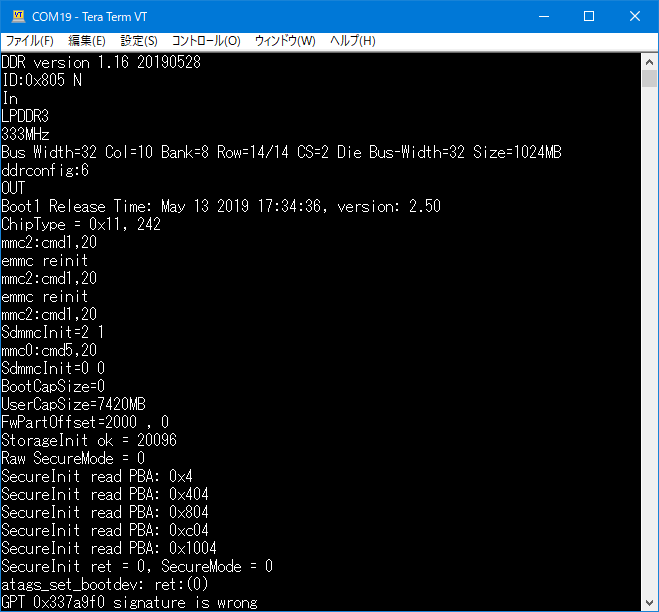 COM19 - Tera Term VT
ファイル(F) 編集(E) 設定(S) コントロール(O) ウィンドウ(W) ヘルプ(H)
DDR version 1.16 20190528
ID:0x805 N
In
LPDDR3
333MHz
Bus Width=32 Col=10 Bank=8 Row=14/14 CS=2 Die Bus-Width=32 Size=1024MB
ddrconfig:6
OUT
Boot1 Release Time: May 13 2019 17:34:36, version: 2.50
ChipType = 0x11, 242
mmc2:cmd1,20
emmc reinit
mmc2:cmd1,20
emmc reinit
mmc2:cmd1,20
SdmmcInit=2 1
mmc0:cmd5,20
SdmmcInit=0 0
BootCapSize=0
UserCapSize=7420MB
FwPartOffset=2000 , 0
StorageInit ok = 20096
Raw SecureMode = 0
SecureInit read PBA: 0x4
SecureInit read PBA: 0x404
SecureInit read PBA: 0x804
SecureInit read PBA: 0xc04
SecureInit read PBA: 0x1004
SecureInit ret = 0, SecureMode = 0
atags_set_bootdev: ret:(0)
GPT 0x337a9f0 signature is wrong